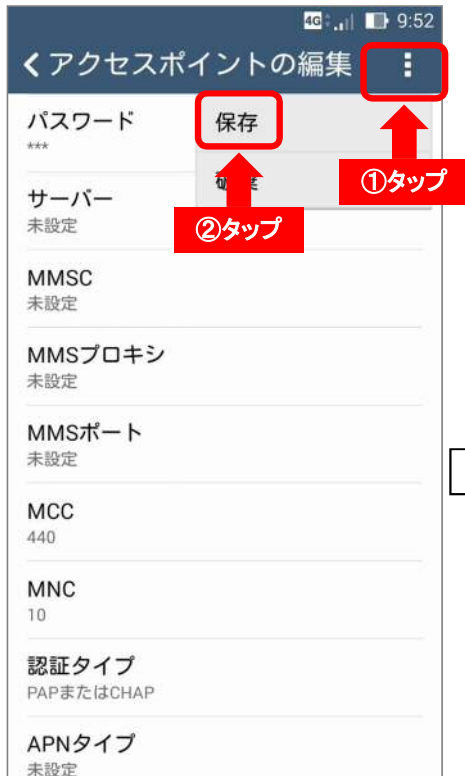 4G 9:52
アクセスポイントの編集
パスワード
***
保存
①タップ
サーバー
未設定
②タップ
MMSC
未設定
MMSプロキシ
未設定
MMSポート
未設定
MCC
440
MNC
10
認証タイプ
PAPまたはCHAP
APNタイプ
未設定